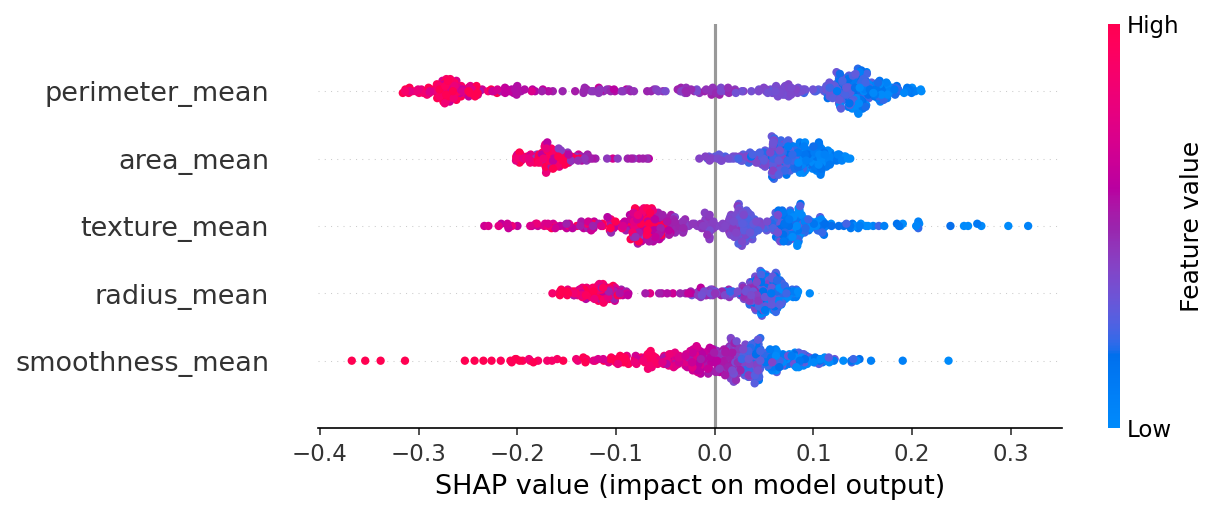 High
perimeter_mean
area_mean
texture_mean
radius_mean
smoothness_mean
Feature value
Low
−0.4 −0.3 −0.2 −0.1 0.0 0.1 0.2 0.3
SHAP value (impact on model output)